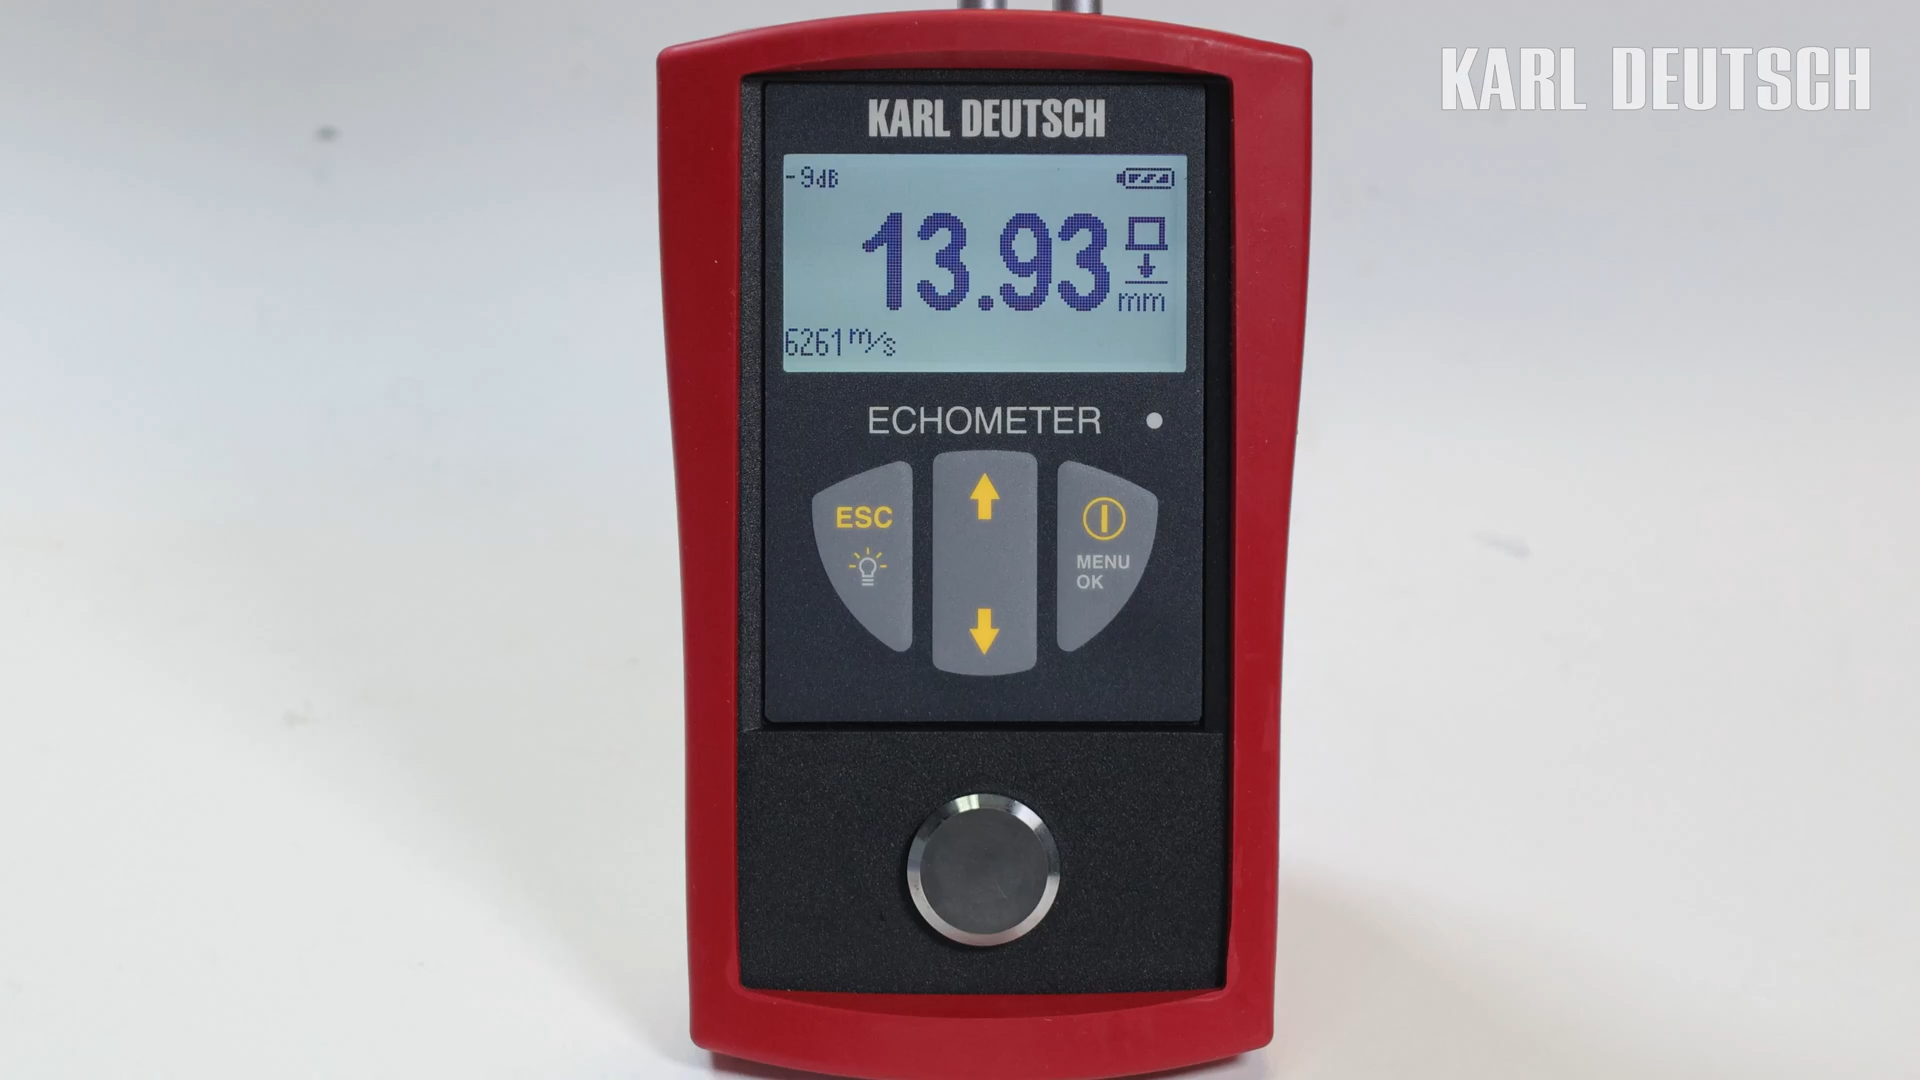 KARL DEUTSCH
KARL DEUTSCH
-9dB
13.93
mm
6261 m/s
ECHOMETER
ESC
MENU
OK